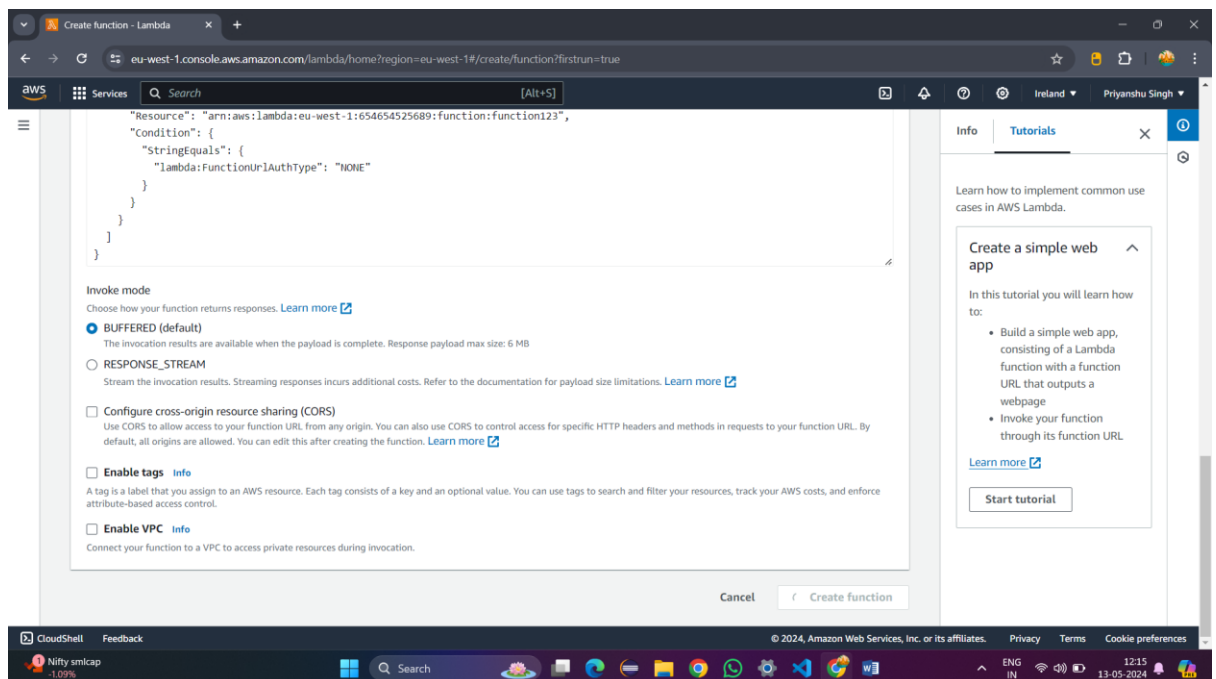 Create function - Lambda
eu-west-1.console.aws.amazon.com/lambda/home?region=eu-west-1#/create/function?firstrun=true
aws
Services
Search
[Alt+S]
Ireland
Priyanshu Singh
"Resource": "arn:aws:lambda:eu-west-1:654654525689:function:function123",
"Condition": {
"StringEquals": {
"lambda:FunctionUrlAuthType": "NONE"
}
}
}
]
}
Invoke mode
Choose how your function returns responses. Learn more
BUFFERED (default)
The invocation results are available when the payload is complete. Response payload max size: 6 MB
RESPONSE_STREAM
Stream the invocation results. Streaming responses incurs additional costs. Refer to the documentation for payload size limitations. Learn more
Configure cross-origin resource sharing (CORS)
Use CORS to allow access to your function URL from any origin. You can also use CORS to control access for specific HTTP headers and methods in requests to your function URL. By
default, all origins are allowed. You can edit this after creating the function. Learn more
Enable tags Info
A tag is a label that you assign to an AWS resource. Each tag consists of a key and an optional value. You can use tags to search and filter your resources, track your AWS costs, and enforce
attribute-based access control.
Enable VPC Info
Connect your function to a VPC to access private resources during invocation.
Cancel
Create function
Info
Tutorials
Learn how to implement common use
cases in AWS Lambda.
Create a simple web
app
In this tutorial you will learn how
to:
• Build a simple web app,
consisting of a Lambda
function with a function
URL that outputs a
webpage
• Invoke your function
through its function URL
Learn more
Start tutorial
CloudShell
Feedback
© 2024, Amazon Web Services, Inc. or its affiliates.
Privacy
Terms
Cookie preferences
1
Nifty smlcap
-1.09%
Search
ENG
IN
12:15
13-05-2024